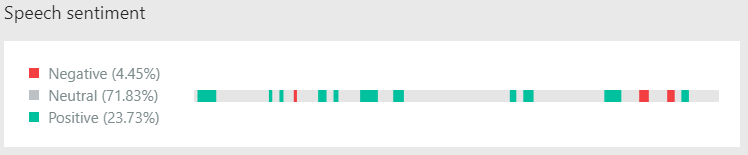 Speech sentiment
Negative (4.45%)
Neutral (71.83%)
Positive (23.73%)